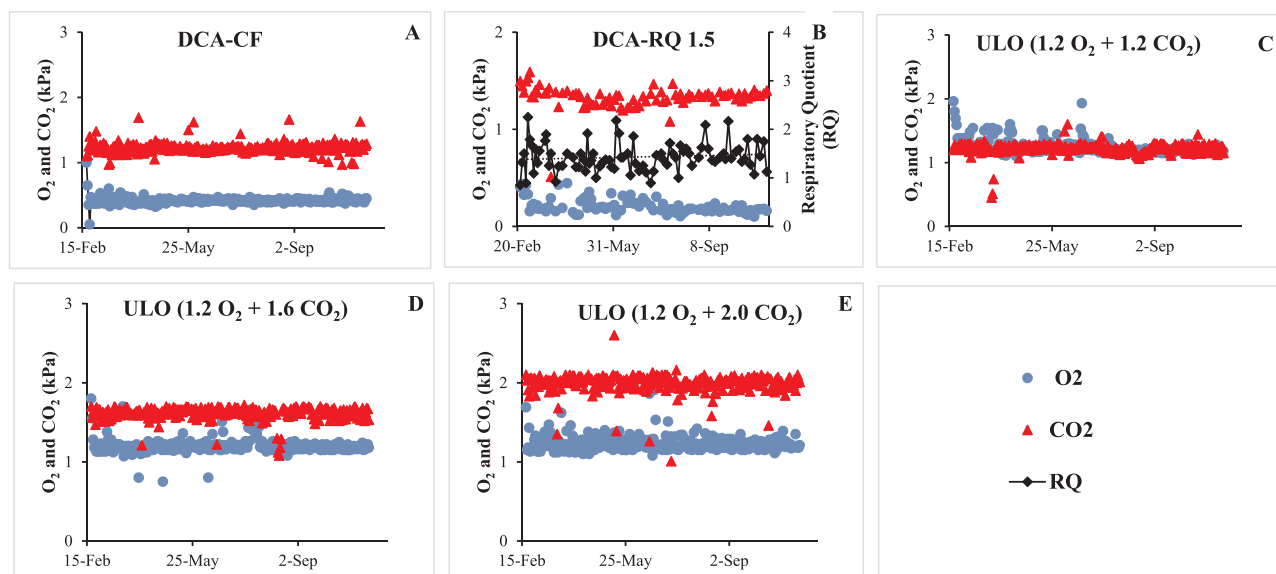 DCA-CF
A
O2 and CO2 (kPa)
3
2
1
0
15-Feb
25-May
2-Sep
DCA-RQ 1.5
B
O2 and CO2 (kPa)
2
1
0
4
3
2
1
0
Respiratory Quotient
(RQ)
20-Feb
31-May
8-Sep
ULO (1.2 O2 + 1.2 CO2)
C
O2 and CO2 (kPa)
3
2
1
0
15-Feb
25-May
2-Sep
ULO (1.2 O2 + 1.6 CO2)
D
O2 and CO2 (kPa)
3
2
1
0
15-Feb
25-May
2-Sep
ULO (1.2 O2 + 2.0 CO2)
E
O2 and CO2 (kPa)
3
2
1
0
15-Feb
25-May
2-Sep
O2
CO2
RQ